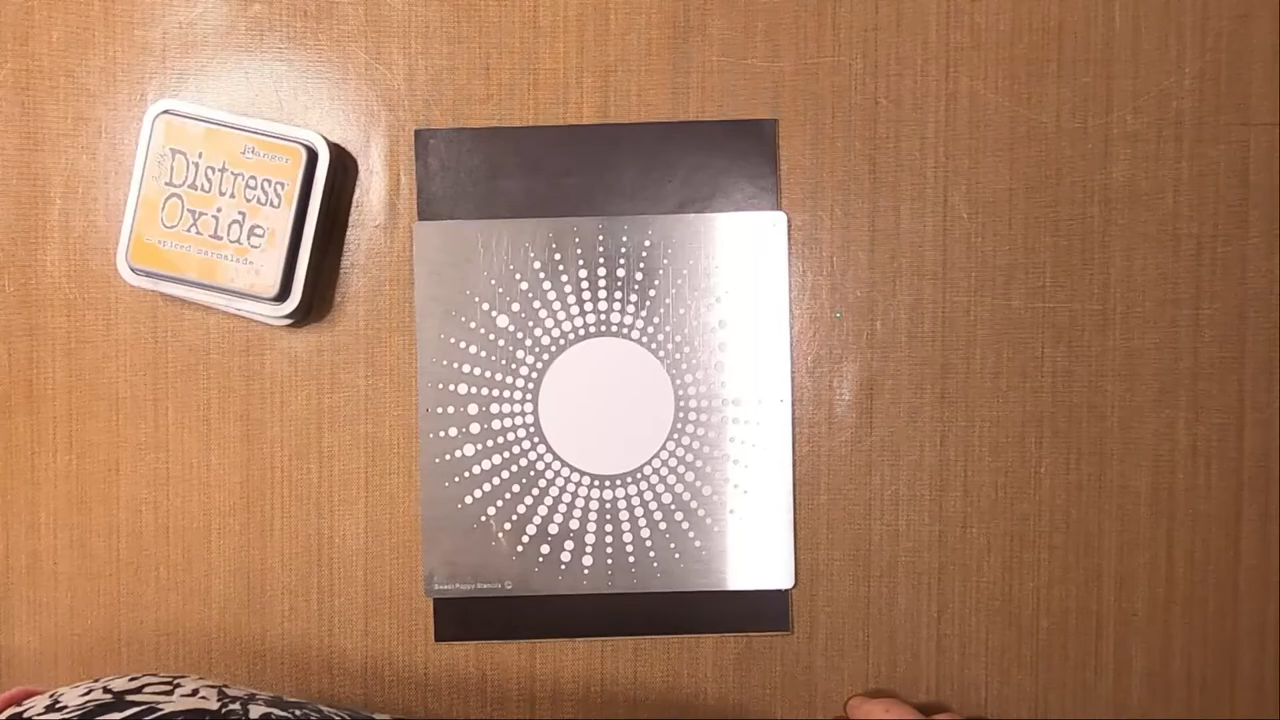 Ranger
Distress
Oxide
- spiced marmalade -
Sweet Poppy Stencils ©